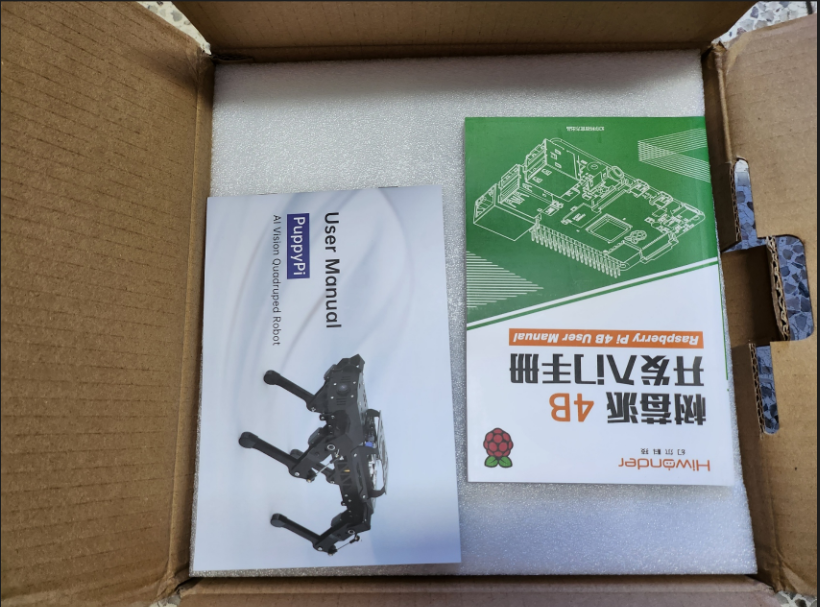 User Manual
PuppyPi
AI Vision Quadruped Robot
Hiwonder
幻尔科技
树莓派 4B
开发入门手册
Raspberry Pi 4B User Manual